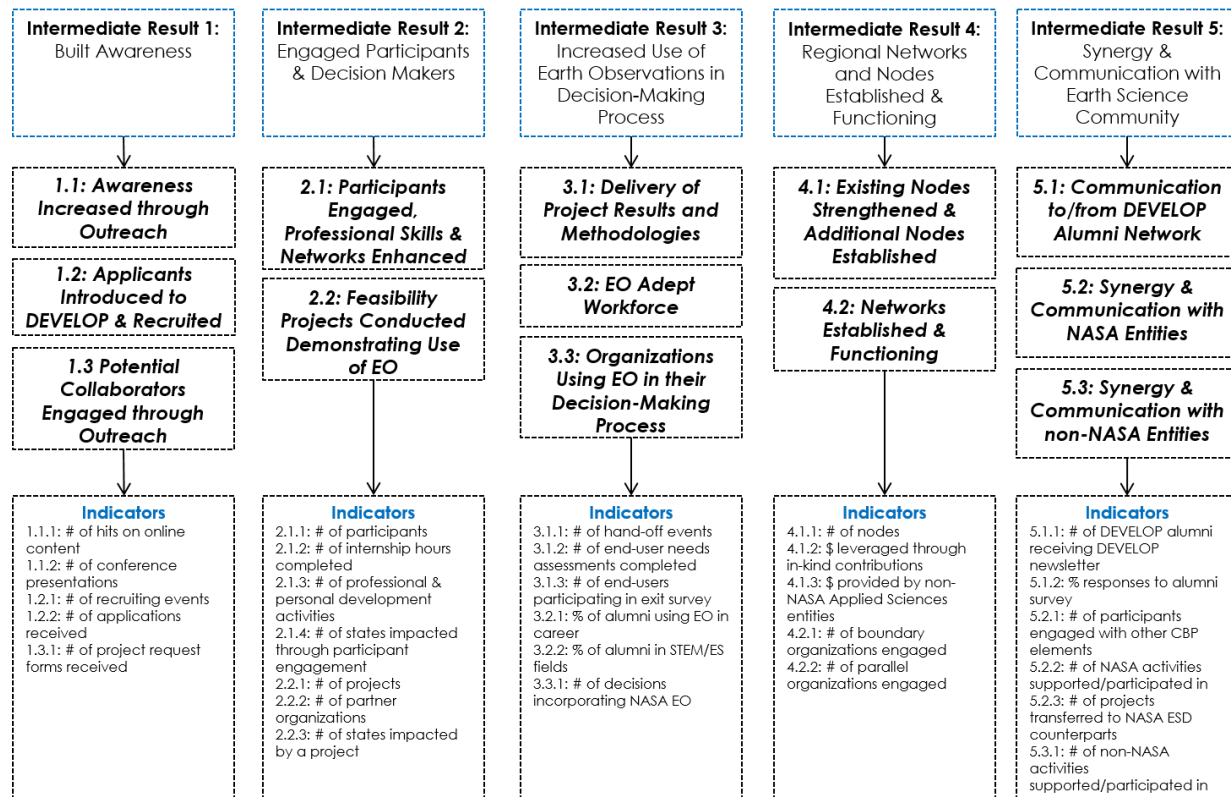 Intermediate Result 1:
Built Awareness
1.1: Awareness
Increased through
Outreach
1.2: Applicants
Introduced to
DEVELOP & Recruited
1.3 Potential
Collaborators
Engaged through
Outreach
Indicators
1.1.1: # of hits on online
content
1.1.2: # of conference
presentations
1.2.1: # of recruiting events
1.2.2: # of applications
received
1.3.1: # of project request
forms received
Intermediate Result 2:
Engaged Participants
& Decision Makers
2.1: Participants
Engaged,
Professional Skills &
Networks Enhanced
2.2: Feasibility
Projects Conducted
Demonstrating Use
of EO
Indicators
2.1.1: # of participants
2.1.2: # of internship hours
completed
2.1.3: # of professional &
personal development
activities
2.1.4: # of states impacted
through participant
engagement
2.2.1: # of projects
2.2.2: # of partner
organizations
2.2.3: # of states impacted
by a project
Intermediate Result 3:
Increased Use of
Earth Observations in
Decision-Making
Process
3.1: Delivery of
Project Results and
Methodologies
3.2: EO Adept
Workforce
3.3: Organizations
Using EO in their
Decision-Making
Process
Indicators
3.1.1: # of hand-off events
3.1.2: # of end-user needs
assessments completed
3.1.3: # of end-users
participating in exit survey
3.2.1: % of alumni using EO in
career
3.2.2: % of alumni in STEM/ES
fields
3.3.1: # of decisions
incorporating NASA EO
Intermediate Result 4:
Regional Networks
and Nodes
Established &
Functioning
4.1: Existing Nodes
Strengthened &
Additional Nodes
Established
4.2: Networks
Established &
Functioning
Indicators
4.1.1: # of nodes
4.1.2: $ leveraged through
in-kind contributions
4.1.3: $ provided by non-
NASA Applied Sciences
entities
4.2.1: # of boundary
organizations engaged
4.2.2: # of parallel
organizations engaged
Intermediate Result 5:
Synergy &
Communication with
Earth Science
Community
5.1: Communication
to/from DEVELOP
Alumni Network
5.2: Synergy &
Communication with
NASA Entities
5.3: Synergy &
Communication with
non-NASA Entities
Indicators
5.1.1: # of DEVELOP alumni
receiving DEVELOP
newsletter
5.1.2: % responses to alumni
survey
5.2.1: # of participants
engaged with other CBP
elements
5.2.2: # of NASA activities
supported/participated in
5.2.3: # of projects
transferred to NASA ESD
counterparts
5.3.1: # of non-NASA
activities
supported/participated in